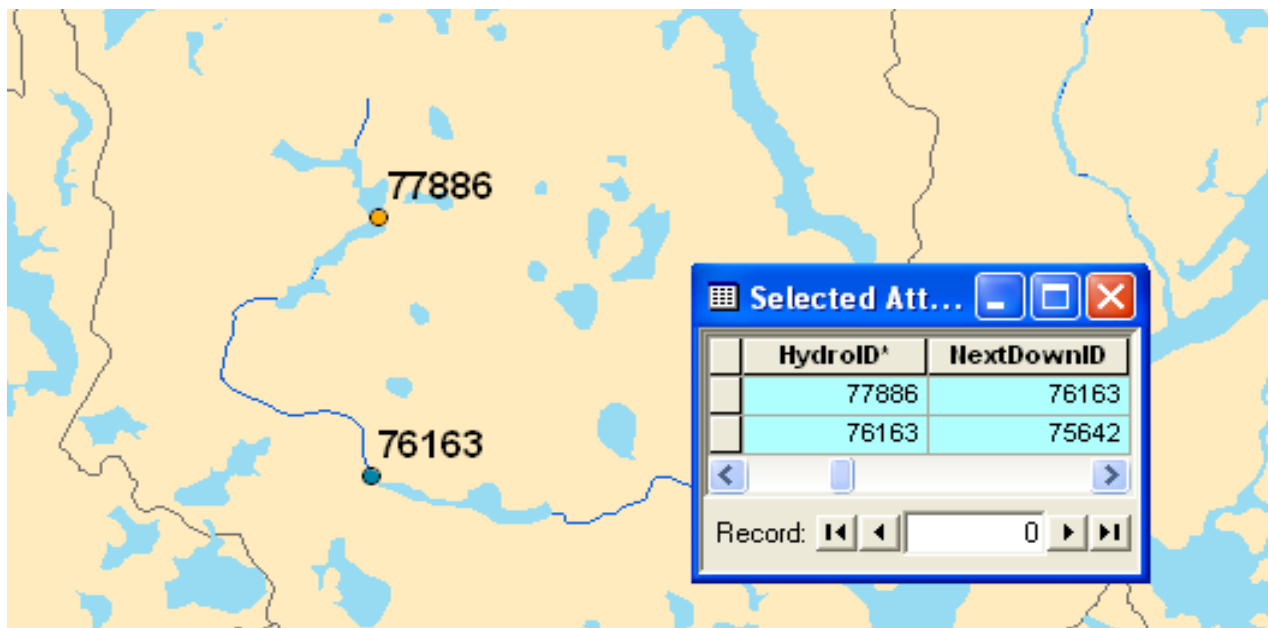 77886
Selected Att...
HydroID* NextDownID
77886 76163
76163 75642
76163
Record: 0